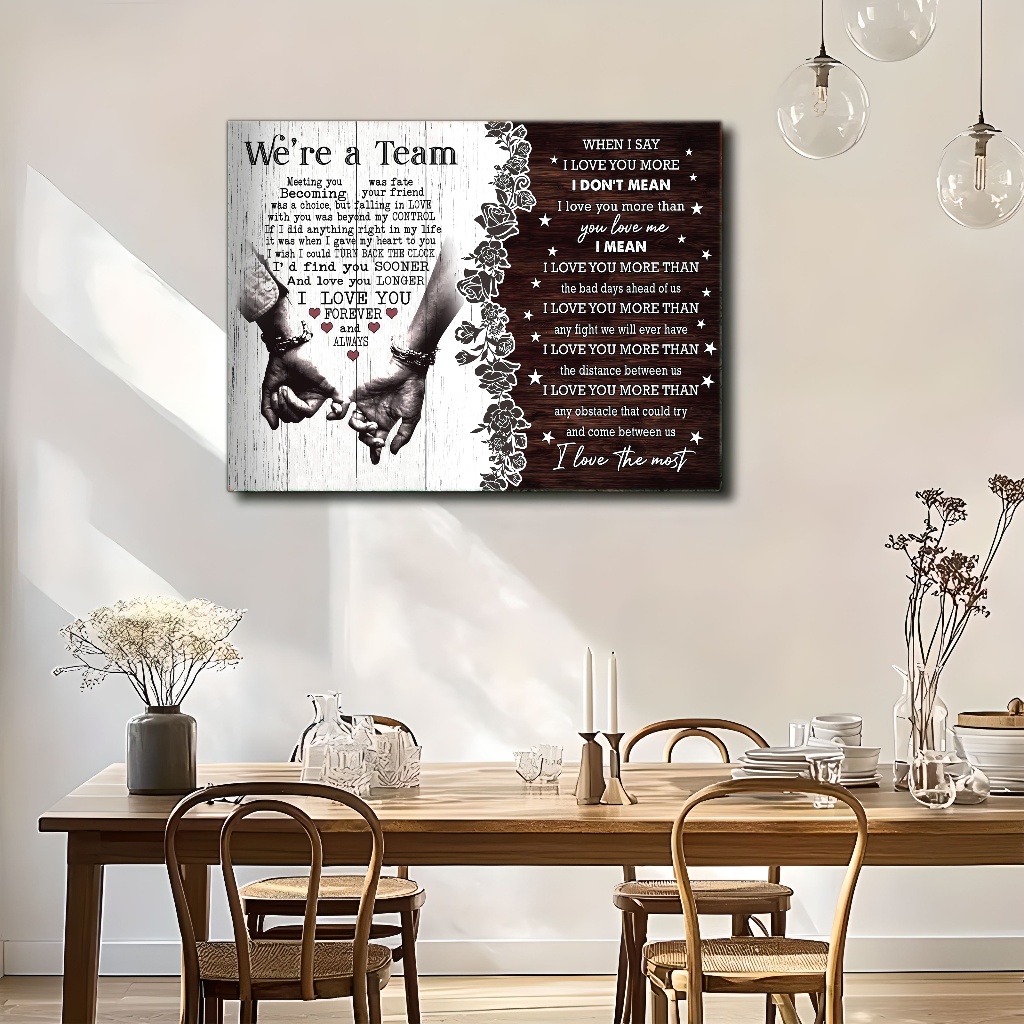 We're a Team
Meeting you was fate
Becoming your friend
was a choice, but falling in LOVE
with you was beyond my CONTROL
If I did anything right in my life
it was when I gave my heart to you
I wish I could TURN BACK THE CLOCK
I'd find you SOONER
And love you LONGER
I LOVE YOU
FOREVER
and
ALWAYS
WHEN I SAY
I LOVE YOU MORE
I DON'T MEAN
I love you more than
you love me
I MEAN
I LOVE YOU MORE THAN
the bad days ahead of us
I LOVE YOU MORE THAN
any fight we will ever have
I LOVE YOU MORE THAN
the distance between us
I LOVE YOU MORE THAN
any obstacle that could try
and come between us
I love the most